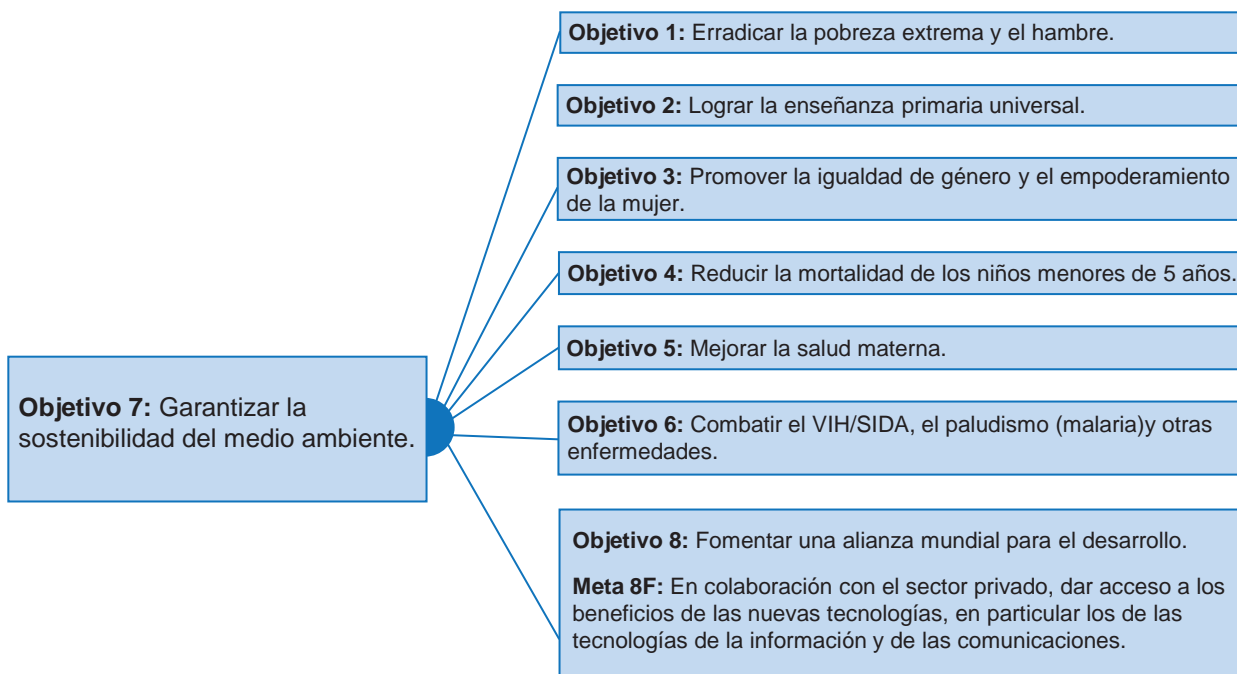 Objetivo 1: Erradicar la pobreza extrema y el hambre.
Objetivo 2: Lograr la enseñanza primaria universal.
Objetivo 3: Promover la igualdad de género y el empoderamiento
de la mujer.
Objetivo 4: Reducir la mortalidad de los niños menores de 5 años.
Objetivo 5: Mejorar la salud materna.
Objetivo 7: Garantizar la
sostenibilidad del medio ambiente.
Objetivo 6: Combatir el VIH/SIDA, el paludismo (malaria)y otras
enfermedades.
Objetivo 8: Fomentar una alianza mundial para el desarrollo.
Meta 8F: En colaboración con el sector privado, dar acceso a los
beneficios de las nuevas tecnologías, en particular los de las
tecnologías de la información y de las comunicaciones.